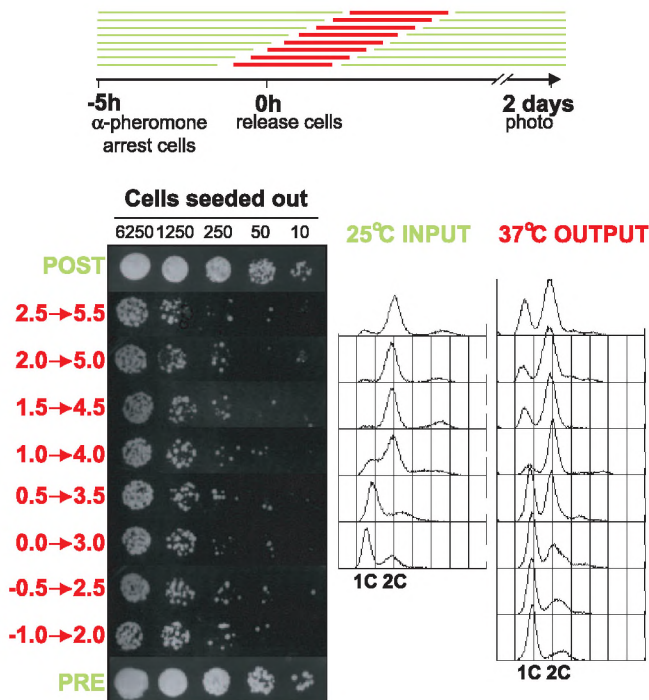 -5h 0h 2 days
α-pheromone release cells photo
arrest cells
Cells seeded out
6250 1250 250 50 10
25°C INPUT 37°C OUTPUT
POST
2.5→5.5
2.0→5.0
1.5→4.5
1.0→4.0
0.5→3.5
0.0→3.0
-0.5→2.5
-1.0→2.0
PRE
1C 2C
1C 2C